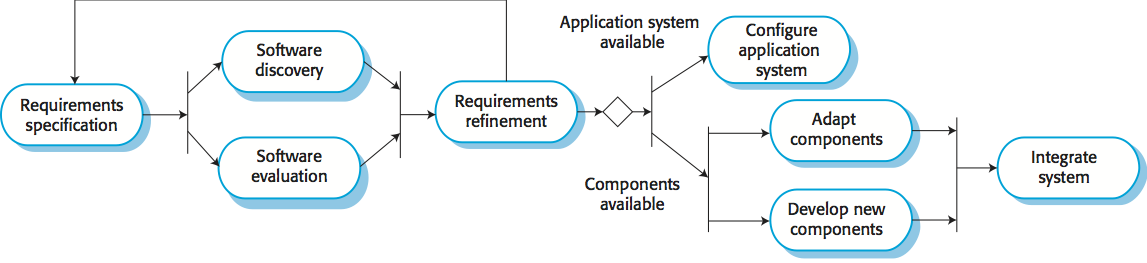 Requirements
specification
Software
discovery
Software
evaluation
Requirements
refinement
Application system
available
Configure
application
system
Components
available
Adapt
components
Develop new
components
Integrate
system